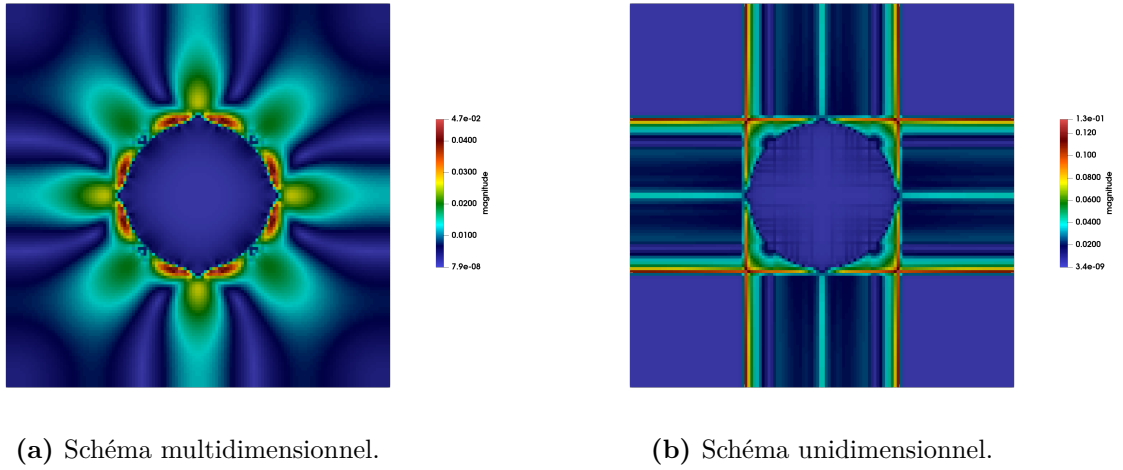 4.7e-02
0.0400
0.0300
0.0200
0.0100
7.9e-08
magnitude
1.3e-01
0.120
0.100
0.0800
0.0600
0.0400
0.0200
3.4e-09
magnitude
(a) Schéma multidimensionnel.
(b) Schéma unidimensionnel.